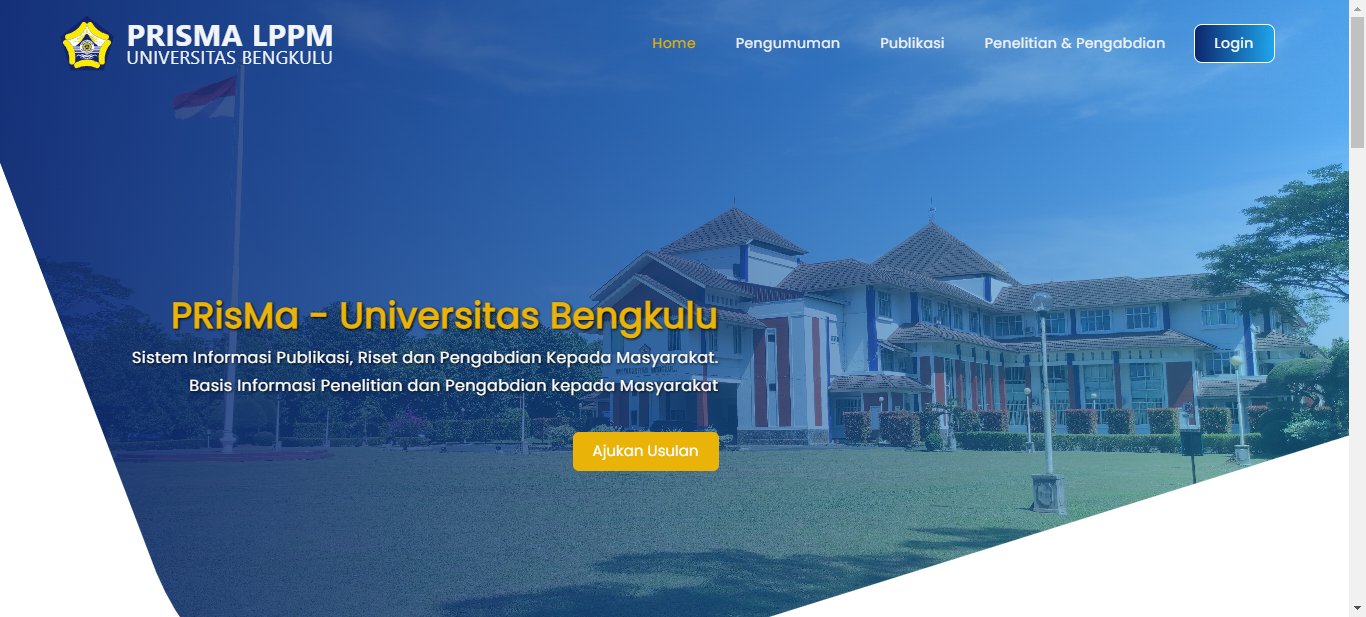 PRISMA LPPM
UNIVERSITAS BENGKULU
Home
Pengumuman
Publikasi
Penelitian & Pengabdian
Login
PRisMa - Universitas Bengkulu
Sistem Informasi Publikasi, Riset dan Pengabdian Kepada Masyarakat.
Basis Informasi Penelitian dan Pengabdian kepada Masyarakat
Ajukan Usulan